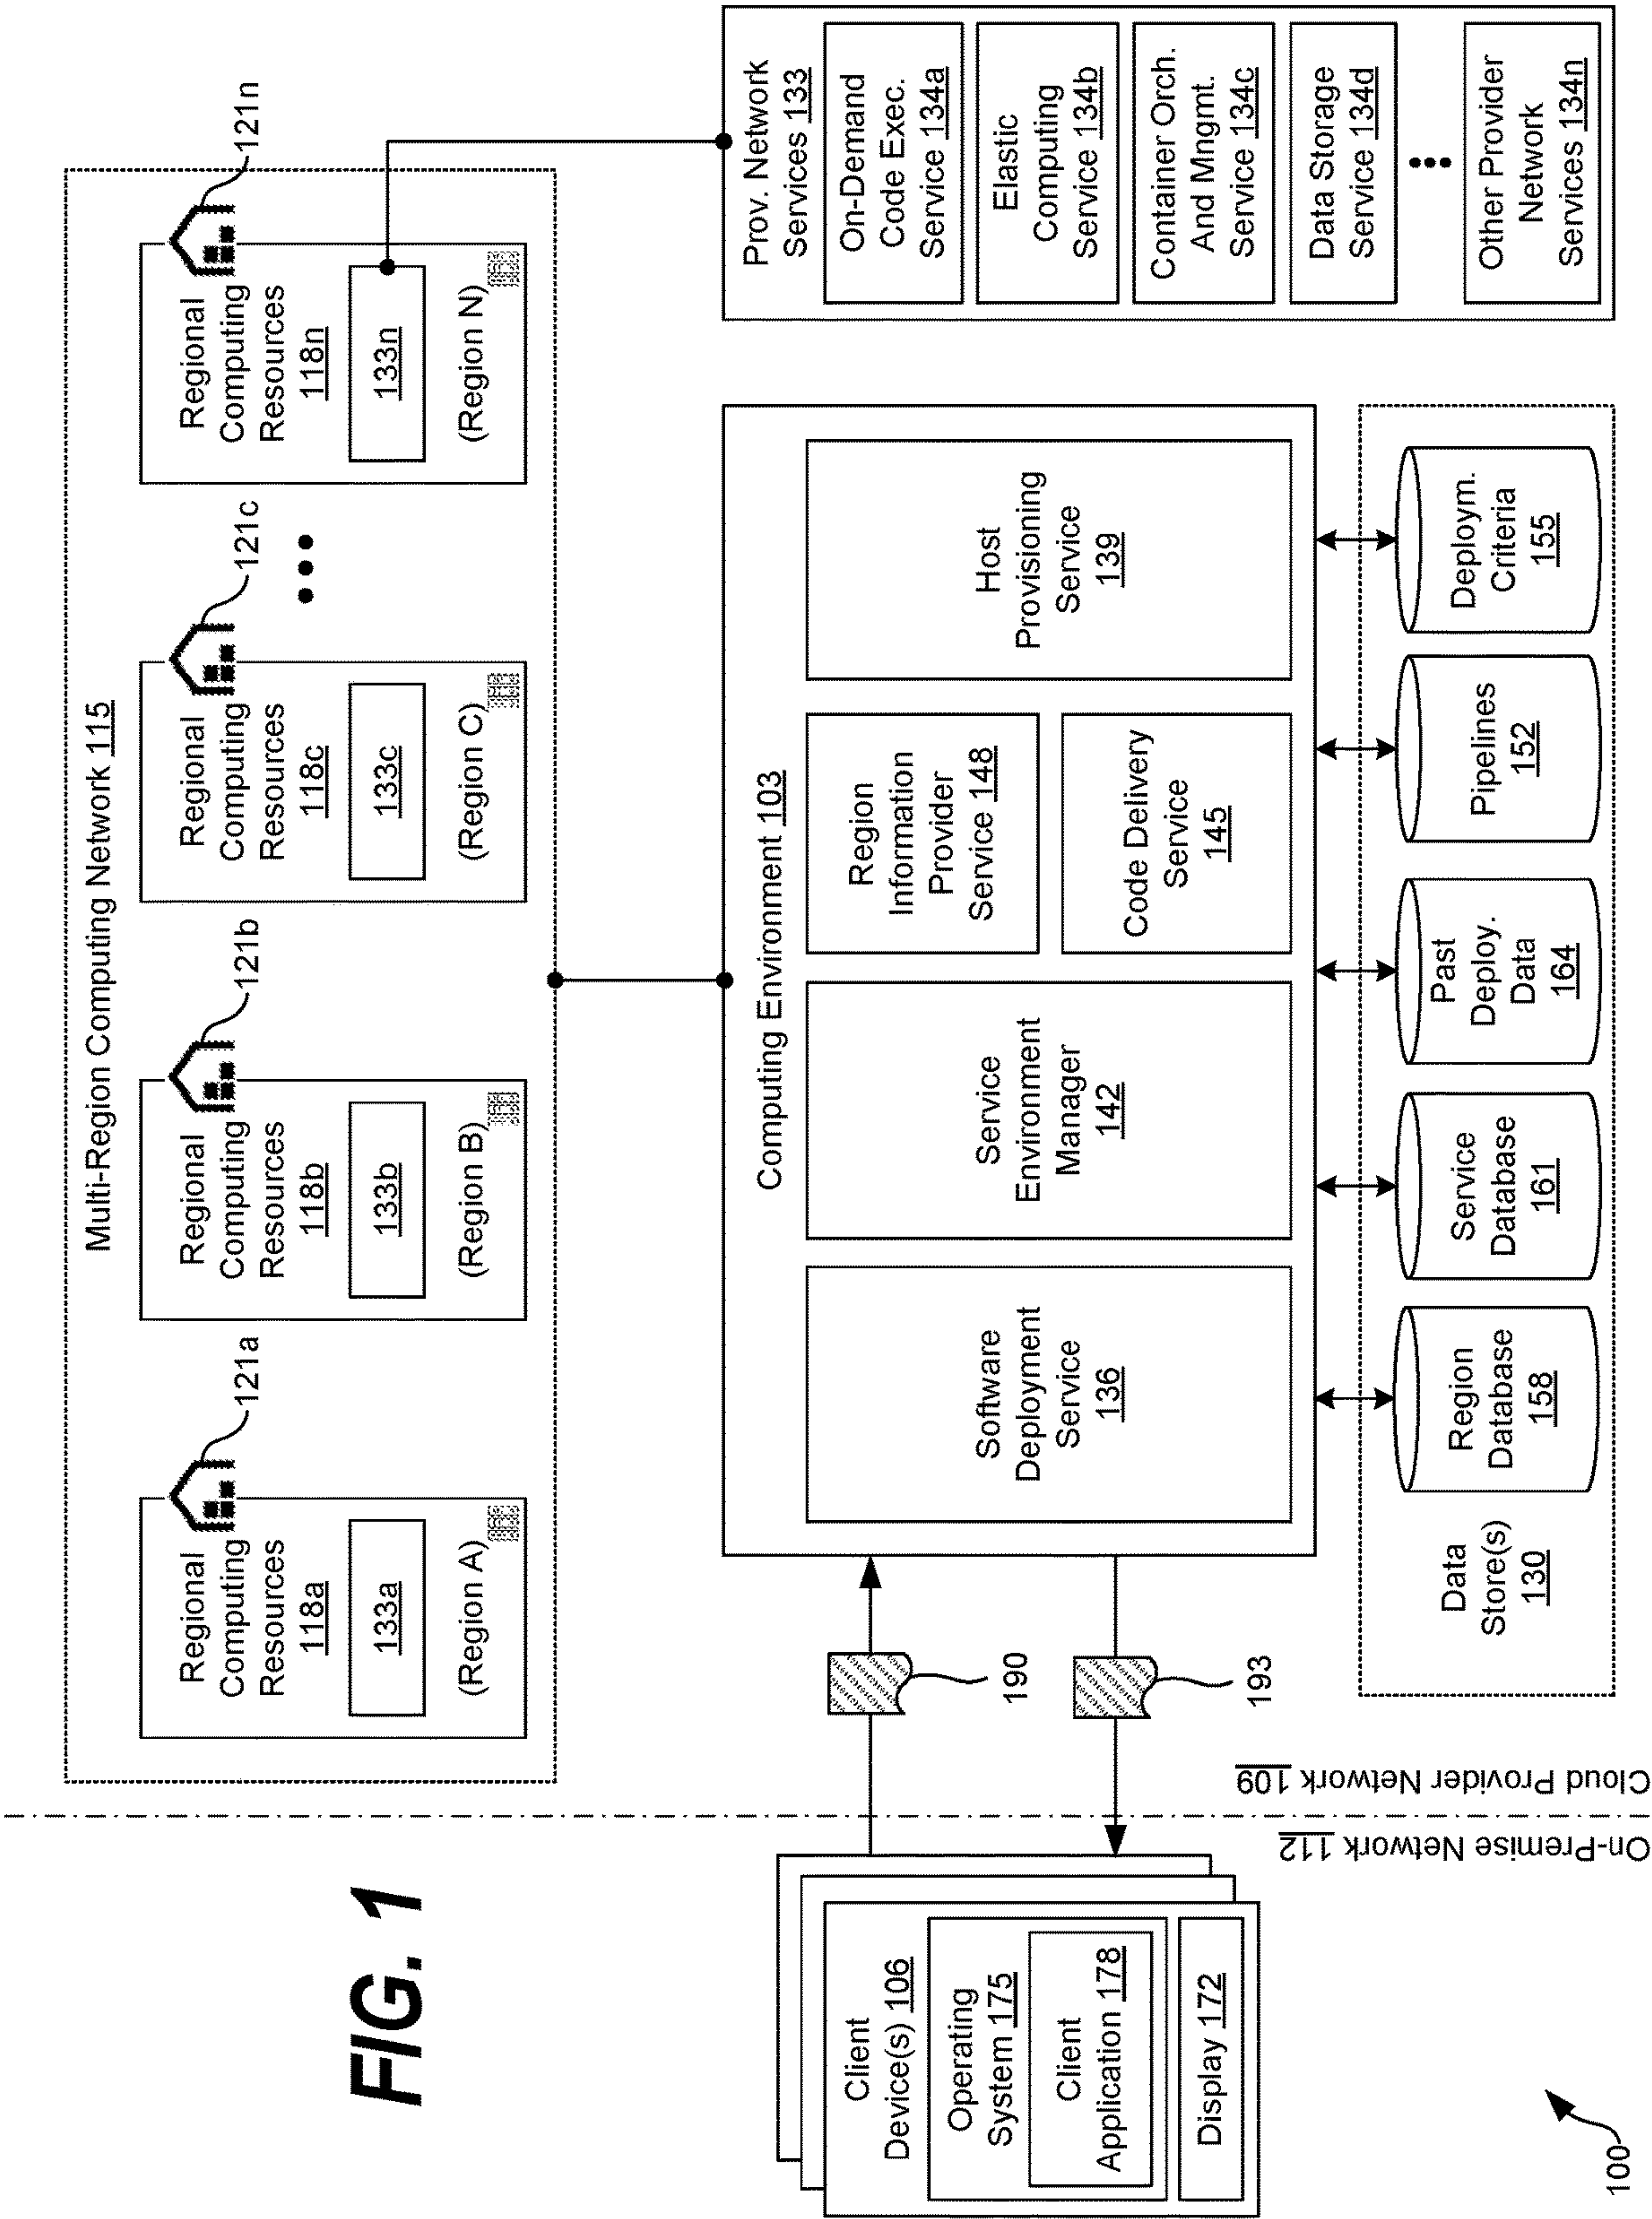 Multi-Region Computing Network 115
Regional
Computing
Resources
118a
133a
(Region A)
121a
Regional
Computing
Resources
118b
133b
(Region B)
121b
Regional
Computing
Resources
118c
133c
(Region C)
121c
Regional
Computing
Resources
118n
133n
(Region N)
121n
FIG. 1
Client
Device(s) 106
Operating
System 175
Client
Application 178
Display 172
190
193
On-Premise Network 112
Cloud Provider Network 109
Computing Environment 103
Software
Deployment
Service
136
Service
Environment
Manager
142
Region
Information
Provider
Service 148
Code Delivery
Service
145
Host
Provisioning
Service
139
Prov. Network
Services 133
On-Demand
Code Exec.
Service 134a
Elastic
Computing
Service 134b
Container Orch.
And Mngmt.
Service 134c
Data Storage
Service 134d
Other Provider
Network
Services 134n
Data
Store(s)
130
Region
Database
158
Service
Database
161
Past
Deploy.
Data
164
Pipelines
152
Deploym.
Criteria
155
100